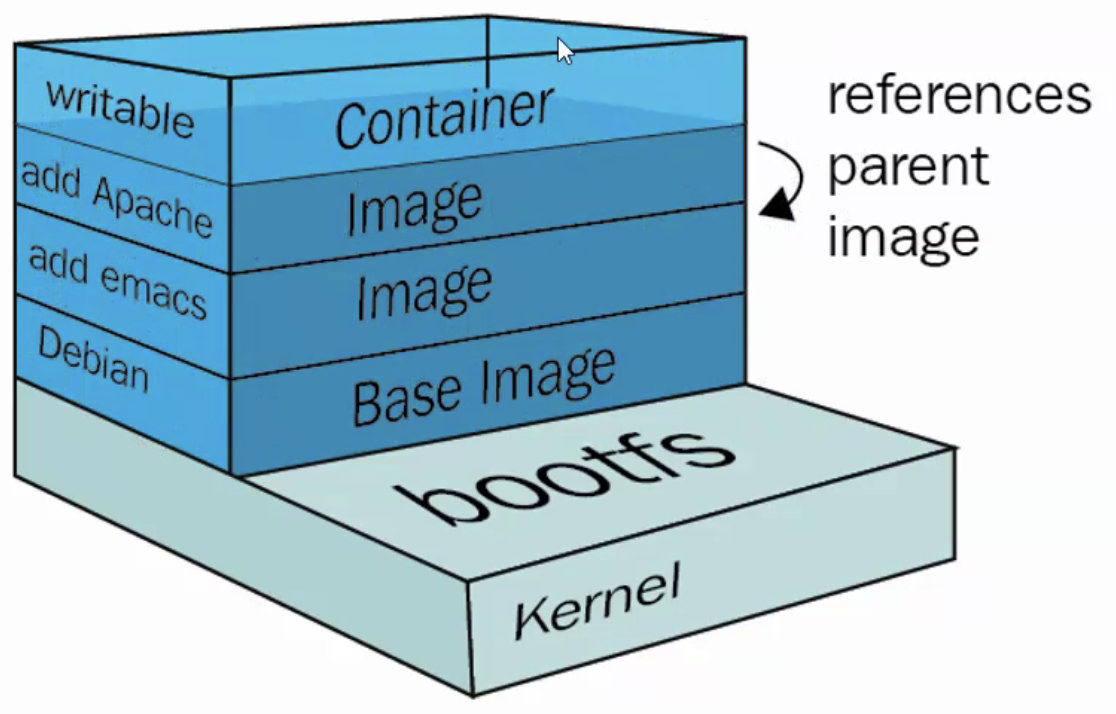 writable
Container
references
parent
image
add Apache
Image
add emacs
Image
Debian
Base Image
bootfs
Kernel